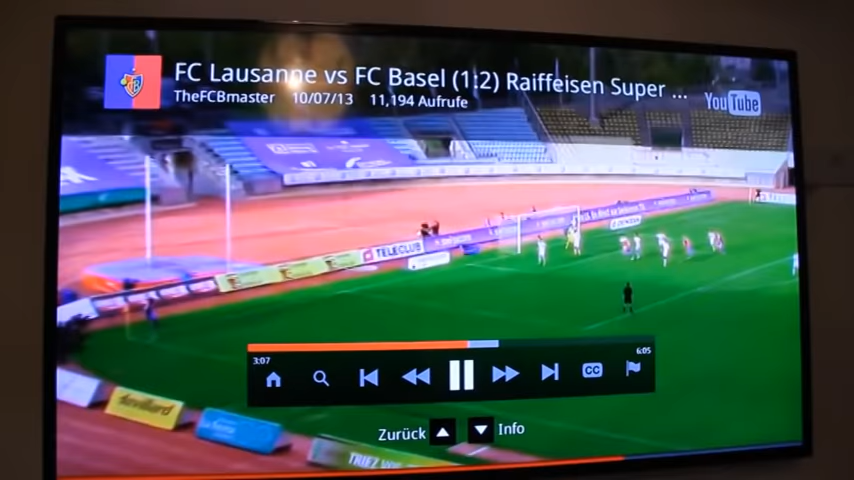 FC Lausanne vs FC Basel (1:2) Raiffeisen Super ...
TheFCBmaster 10/07/13 11,194 Aufrufe
YouTube
TELECLUB
3:07
6:05
CC
Zurück
Info
TRIEZ